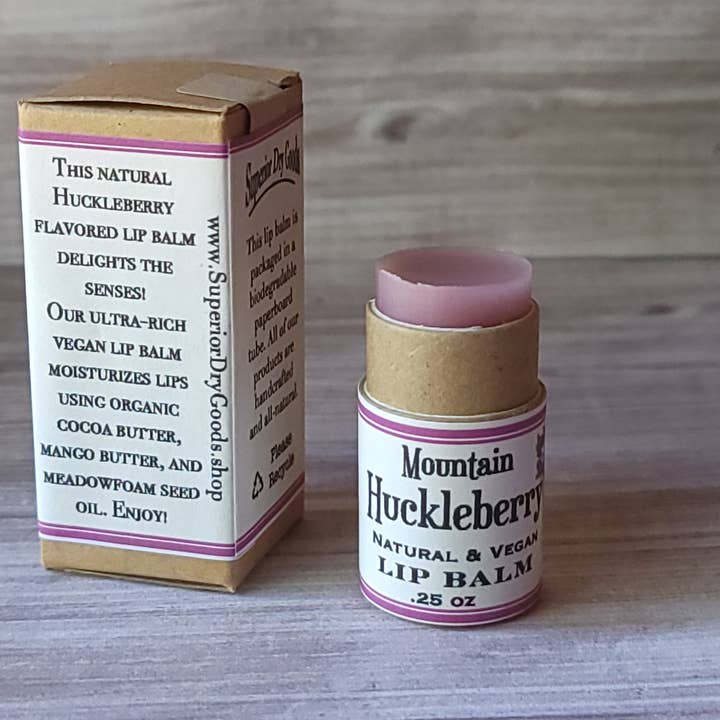 This natural
Huckleberry
flavored lip balm
delights the
senses!
Our ultra-rich
vegan lip balm
moisturizes lips
using organic
cocoa butter,
mango butter, and
meadowfoam seed
oil. Enjoy!
www.SuperiorDryGoods.shop
Superior Dry Goods
This lip balm is
packaged in a
biodegradable
paperboard
tube. All of our
products are
handcrafted
and all-natural.
Please
Recycle
Mountain
Huckleberry
Natural & Vegan
Lip Balm
.25 oz